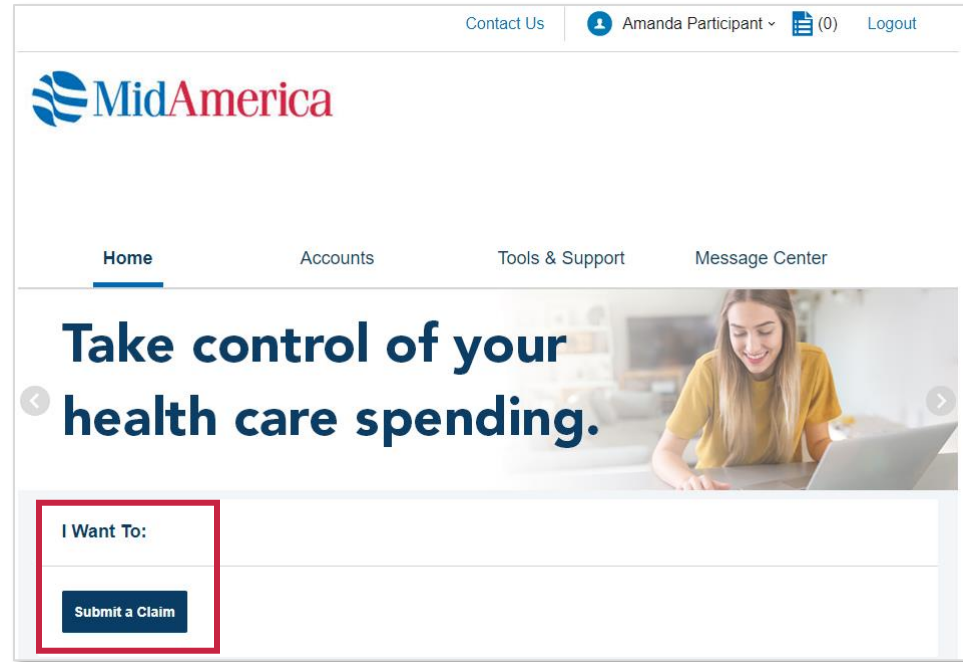 Contact Us Amanda Participant (0) Logout
MidAmerica
Home Accounts Tools & Support Message Center
Take control of your
health care spending.
I Want To:
Submit a Claim